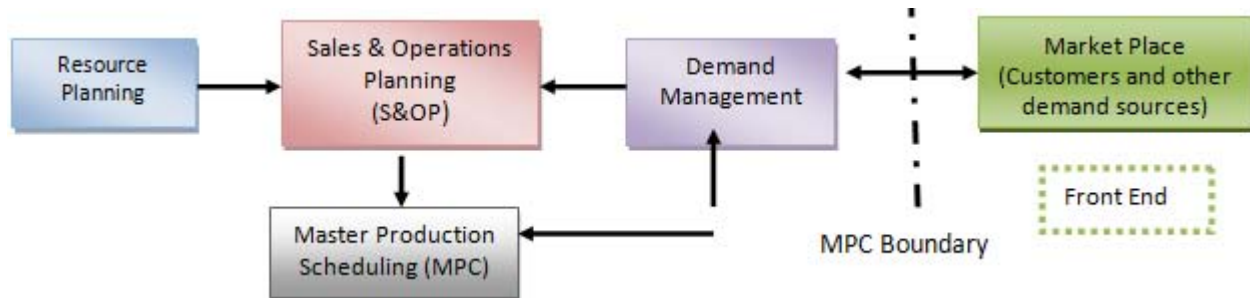 Resource
Planning
Sales & Operations
Planning
(S&OP)
Demand
Management
Market Place
(Customers and other
demand sources)
Front End
Master Production
Scheduling (MPC)
MPC Boundary